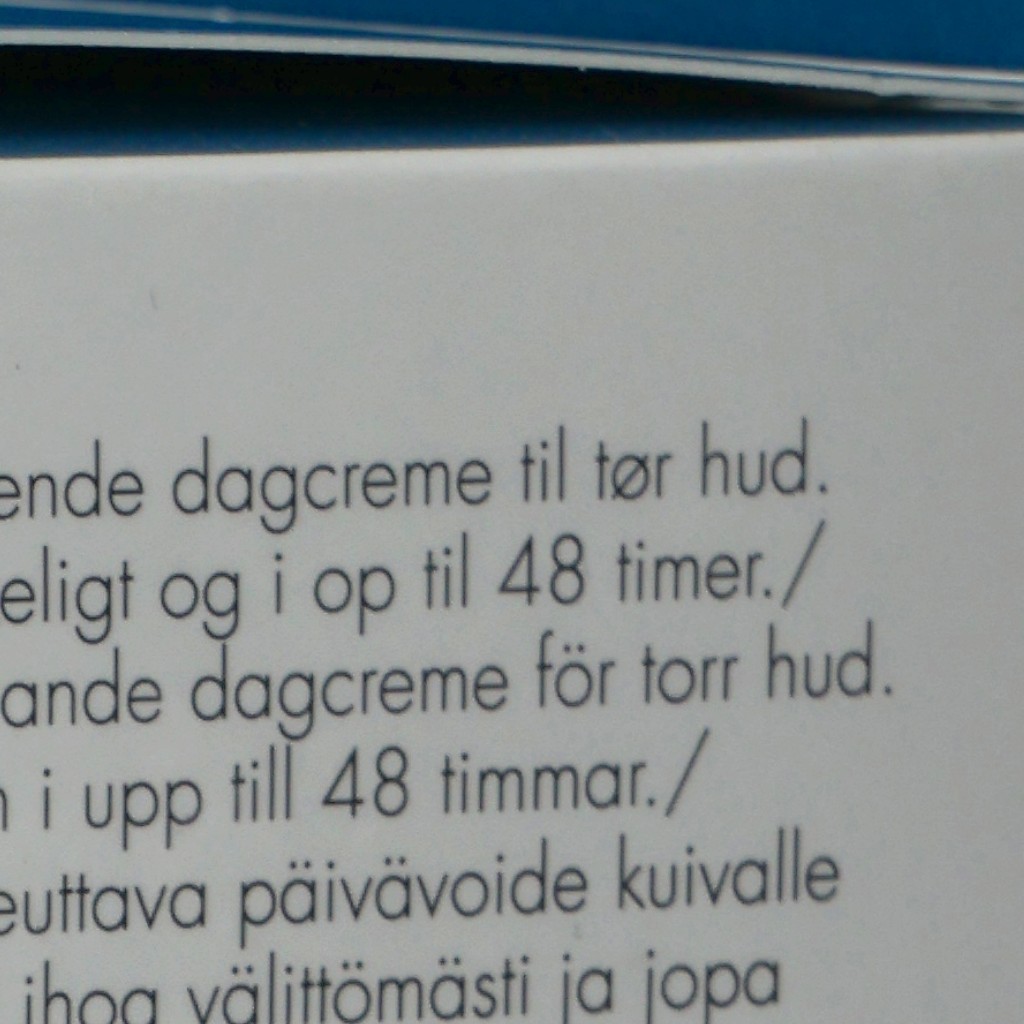 ende dagcreme til tør hud.
eligt og i op til 48 timer./
ande dagcreme för torr hud.
i upp till 48 timmar./
euttava päivävoide kuivalle
ihoa välittömästi ja jopa